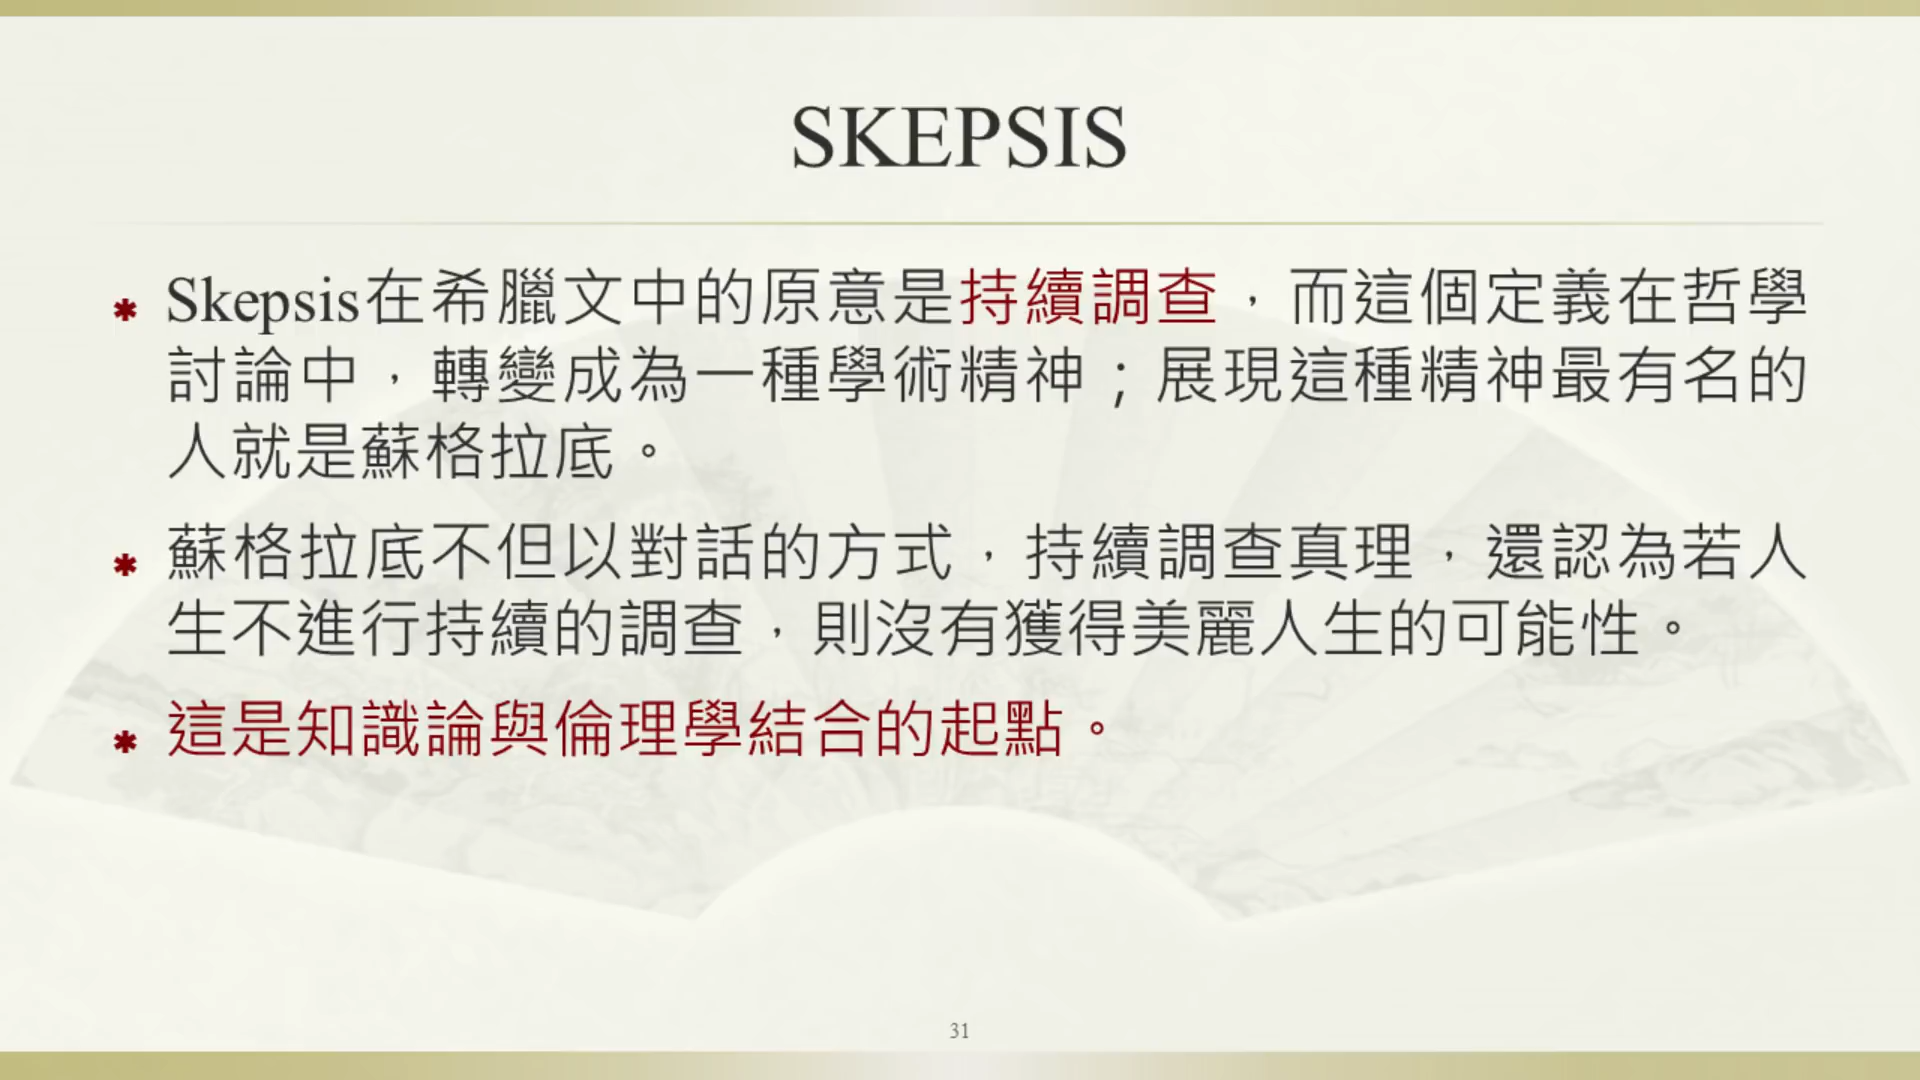 SKEPSIS
Skepsis在希臘文中的原意是持續調查，而這個定義在哲學
討論中，轉變成為一種學術精神；展現這種精神最有名的
人就是蘇格拉底。
蘇格拉底不但以對話的方式，持續調查真理，還認為若人
生不進行持續的調查，則沒有獲得美麗人生的可能性。
這是知識論與倫理學結合的起點。
31